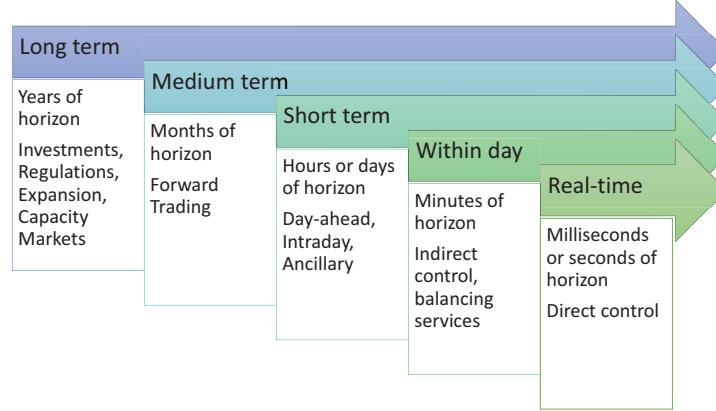 Long term
Years of
horizon
Investments,
Regulations,
Expansion,
Capacity
Markets
Medium term
Months of
horizon
Forward
Trading
Short term
Hours or days
of horizon
Day-ahead,
Intraday,
Ancillary
Within day
Minutes of
horizon
Indirect
control,
balancing
services
Real-time
Milliseconds
or seconds of
horizon
Direct control